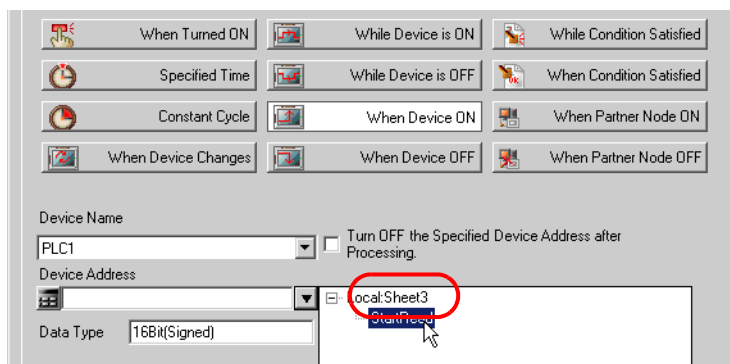 When Turned ON
While Device is ON
While Condition Satisfied
Specified Time
While Device is OFF
When Condition Satisfied
Constant Cycle
When Device ON
When Partner Node ON
When Device Changes
When Device OFF
When Partner Node OFF
Device Name
PLC1
Turn OFF the Specified Device Address after
Processing.
Device Address
Local:Sheet3
StartRead
Data Type
16Bit(Signed)